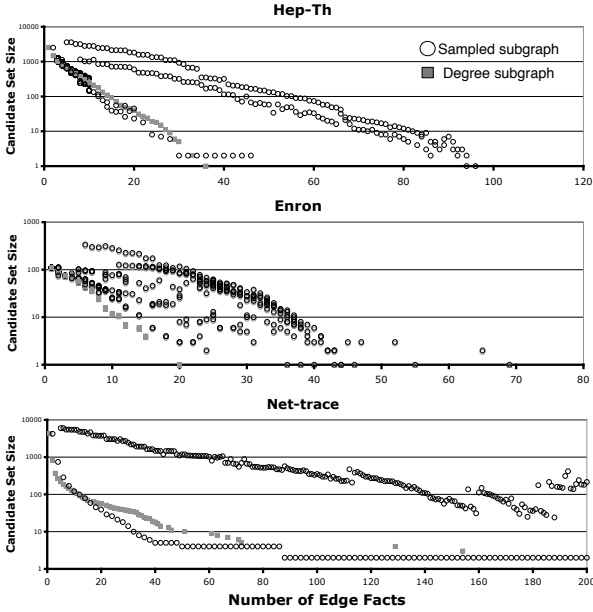 Hep-Th
Candidate Set Size
10000
1000
100
10
1
0 20 40 60 80 100 120
Sampled subgraph
Degree subgraph
Enron
Candidate Set Size
1000
100
10
1
0 10 20 30 40 50 60 70 80
Net-trace
Candidate Set Size
10000
1000
100
10
1
0 20 40 60 80 100 120 140 160 180 200
Number of Edge Facts